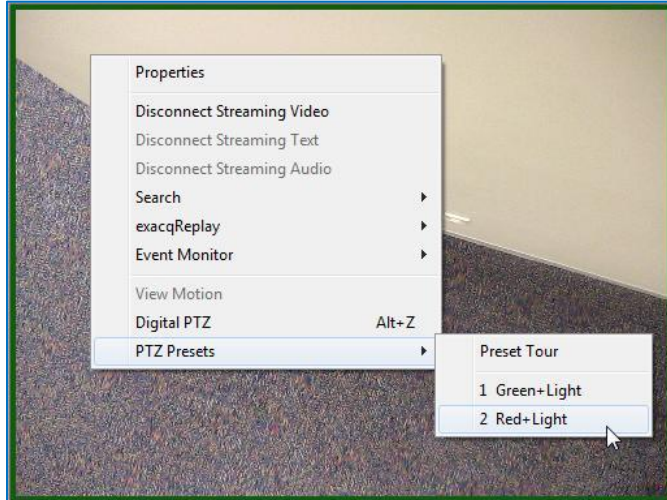 Properties
Disconnect Streaming Video
Disconnect Streaming Text
Disconnect Streaming Audio
Search
exacqReplay
Event Monitor
View Motion
Digital PTZ Alt+Z
PTZ Presets
Preset Tour
1 Green+Light
2 Red+Light